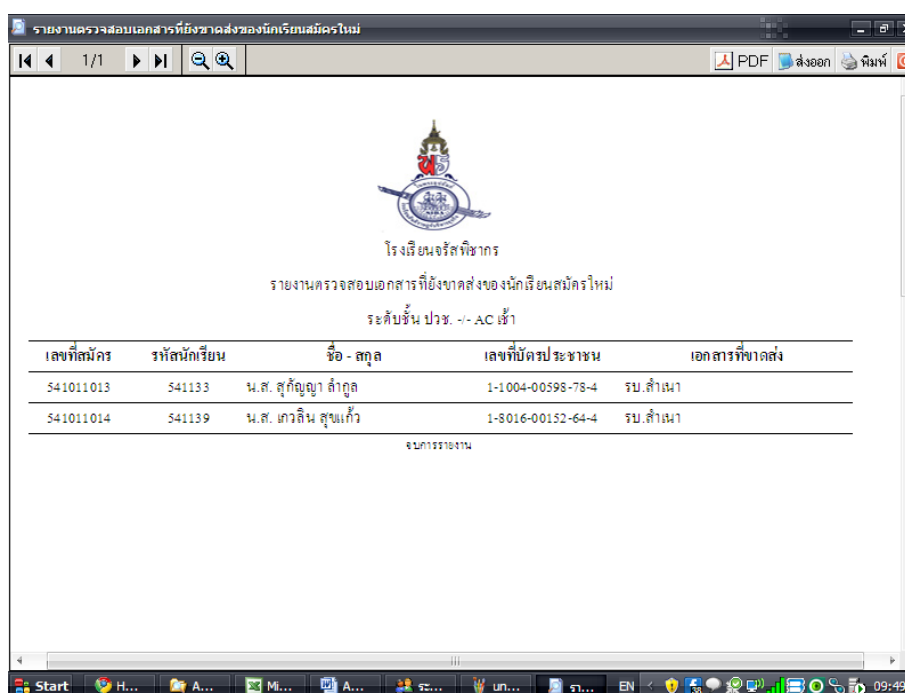 รายงานตรวจสอบเอกสารที่ยังขาดส่งของนักเรียนสมัครใหม่
1/1 PDF ส่งออก พิมพ์
โรงเรียนจรัสพิชากร
รายงานตรวจสอบเอกสารที่ยังขาดส่งของนักเรียนสมัครใหม่
ระดับชั้น ปวช. -/- AC เช้า
เลขที่สมัคร รหัสนักเรียน ชื่อ - สกุล เลขที่บัตรประชาชน เอกสารที่ขาดส่ง
541011013 541133 น.ส. สุกัญญา ลำกูล 1-1004-00598-78-4 รบ.สำเนา
541011014 541139 น.ส. เกวลิน สุขแก้ว 1-8016-00152-64-4 รบ.สำเนา
จบการรายงาน
Start H... A... Mi... A... ระ... un... รา... EN 09:49